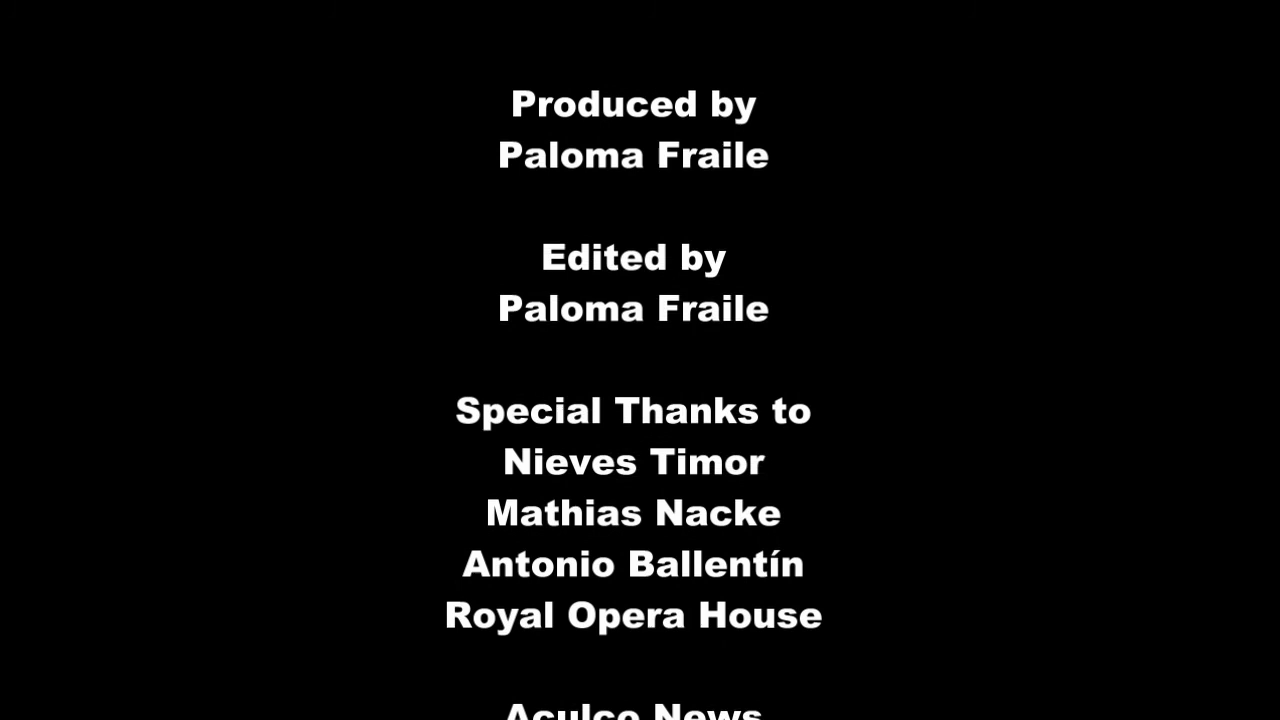 Produced by
Paloma Fraile
Edited by
Paloma Fraile
Special Thanks to
Nieves Timor
Mathias Nacke
Antonio Ballentín
Royal Opera House
Aculco News